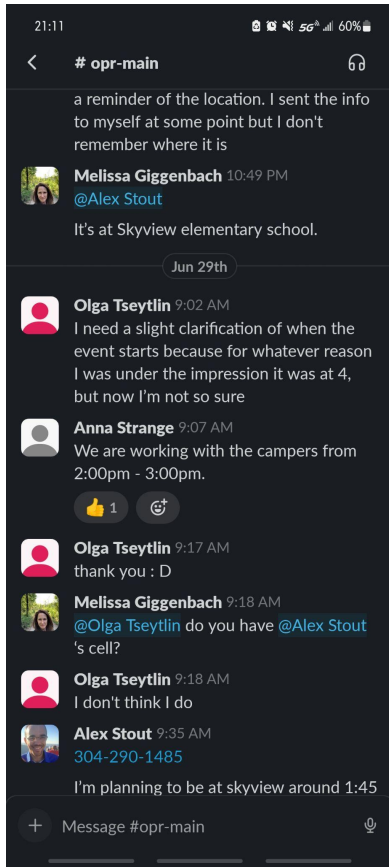 21:11
5G 60%
# opr-main
a reminder of the location. I sent the info
to myself at some point but I don't
remember where it is
Melissa Giggenbach 10:49 PM
@Alex Stout
It's at Skyview elementary school.
Jun 29th
Olga Tseytlin 9:02 AM
I need a slight clarification of when the
event starts because for whatever reason
I was under the impression it was at 4,
but now I'm not so sure
Anna Strange 9:07 AM
We are working with the campers from
2:00pm - 3:00pm.
1
Olga Tseytlin 9:17 AM
thank you : D
Melissa Giggenbach 9:18 AM
@Olga Tseytlin do you have @Alex Stout
's cell?
Olga Tseytlin 9:18 AM
I don't think I do
Alex Stout 9:35 AM
304-290-1485
I'm planning to be at skyview around 1:45
Message #opr-main